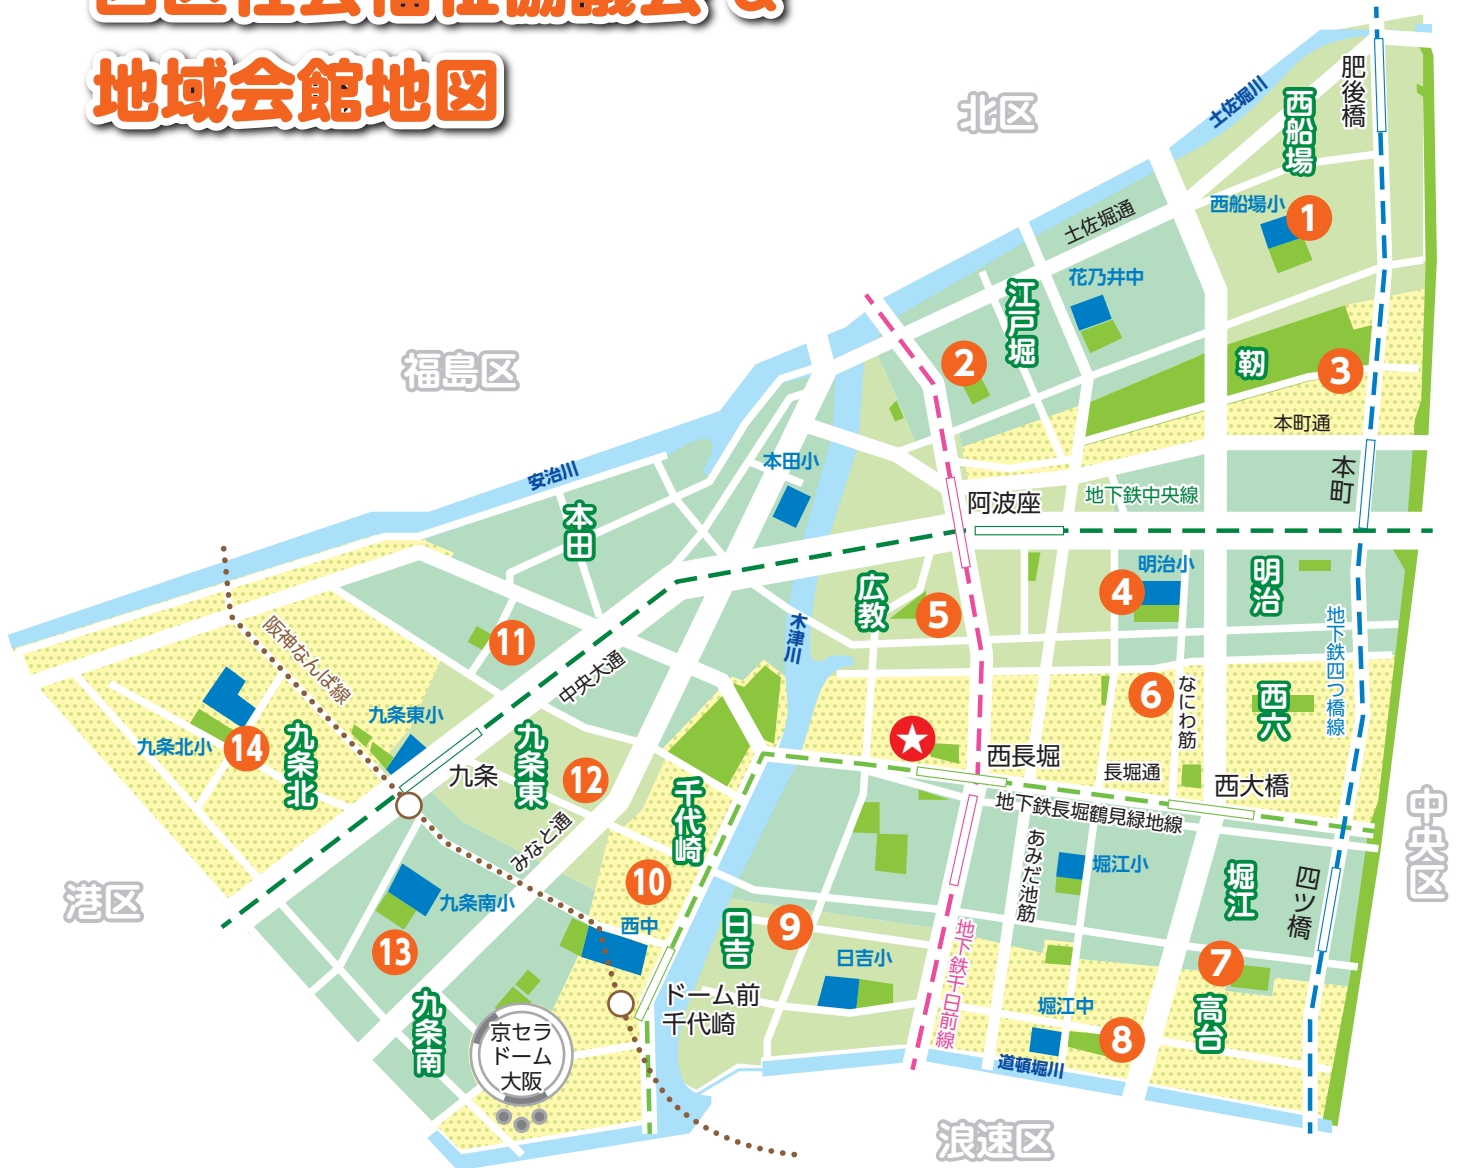 西区社会福祉協議会 &
地域会館地図
北区
福島区
港区
浪速区
中央区
土佐堀川
土佐堀通
肥後橋
西船場
西船場小
1
花乃井中
江戸堀
2
靭
3
本町通
本町
安治川
本田小
本田
阿波座
地下鉄中央線
明治小
4
明治
広教
5
木津川
地下鉄四つ橋線
6
なにわ筋
西六
11
中央大通
阪神なんば線
九条東小
九条北小
14
九条北
九条
九条東
12
千代崎
西長堀
長堀通
西大橋
地下鉄長堀鶴見緑地線
みなと通
10
あみだ池筋
堀江小
堀江
四ツ橋
九条南小
13
西中
日吉
9
日吉小
地下鉄千日前線
7
高台
堀江中
8
九条南
ドーム前
千代崎
京セラ
ドーム
大阪
道頓堀川